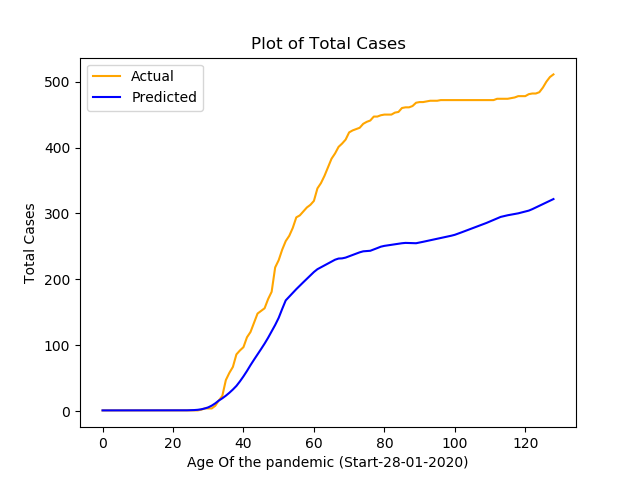 Plot of Total Cases
Actual
Predicted
500
400
300
200
100
0
Total Cases
0 20 40 60 80 100 120
Age Of the pandemic (Start-28-01-2020)